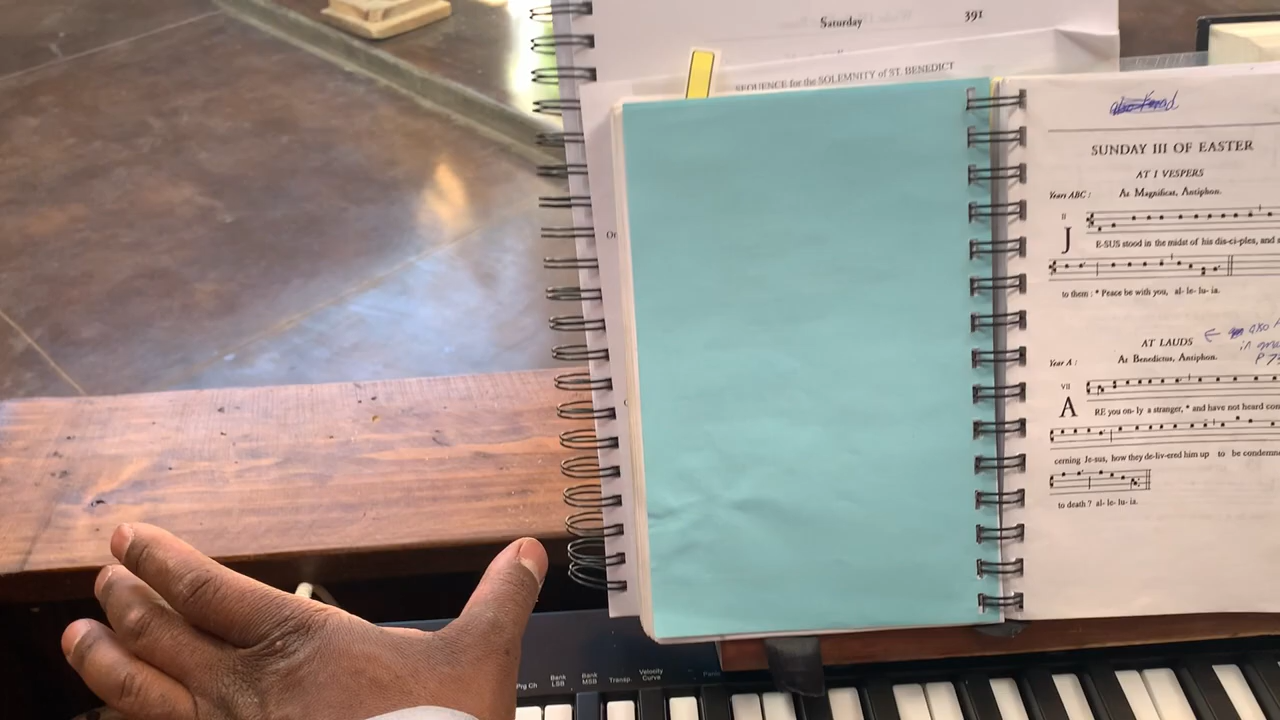 Saturday 391
SEQUENCE for the SOLEMNITY of ST. BENEDICT
SUNDAY III OF EASTER
AT I VESPERS
Years ABC : At Magnificat, Antiphon.
II
JE-SUS stood in the midst of his dis-ci-ples, and
to them : * Peace be with you, al- le- lu- ia.
AT LAUDS ← also
in
Year A : At Benedictus, Antiphon.
VII
ARE you on- ly a stranger, * and have not heard con
cerning Je-sus, how they de-liv-ered him up to be condemn
to death ? al- le- lu- ia.
Prg Ch
Bank LSB
Bank MSB
Transp.
Velocity Curve